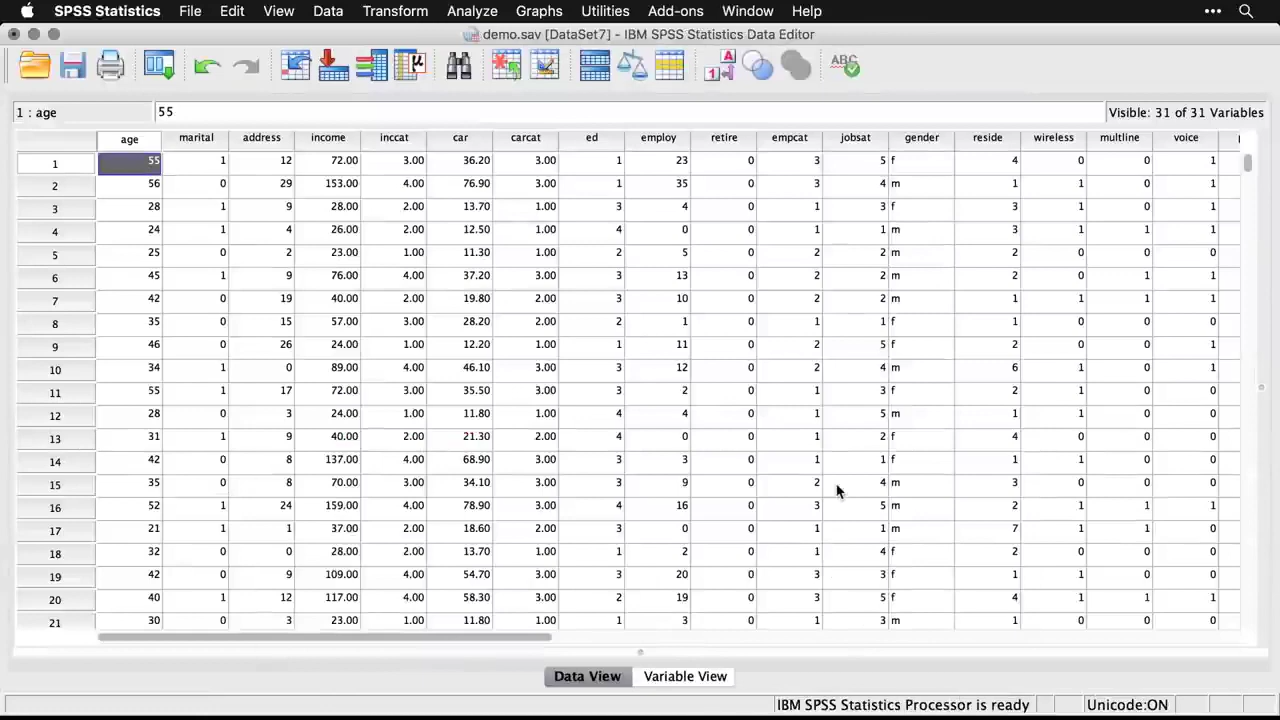 SPSS Statistics File Edit View Data Transform Analyze Graphs Utilities Add-ons Window Help
demo.sav [DataSet7] - IBM SPSS Statistics Data Editor
1 : age 55 Visible: 31 of 31 Variables
age marital address income inccat car carcat ed employ retire empcat jobsat gender reside wireless multline voice
1 55 1 12 72.00 3.00 36.20 3.00 1 23 0 3 5 f 4 0 0 1
2 56 0 29 153.00 4.00 76.90 3.00 1 35 0 3 4 m 1 1 0 1
3 28 1 9 28.00 2.00 13.70 1.00 3 4 0 1 3 f 3 1 0 1
4 24 1 4 26.00 2.00 12.50 1.00 4 0 0 1 1 m 3 1 1 1
5 25 0 2 23.00 1.00 11.30 1.00 2 5 0 2 2 m 2 0 0 0
6 45 1 9 76.00 4.00 37.20 3.00 3 13 0 2 2 m 2 0 1 1
7 42 0 19 40.00 2.00 19.80 2.00 3 10 0 2 2 m 1 1 1 1
8 35 0 15 57.00 3.00 28.20 2.00 2 1 0 1 1 f 1 0 0 0
9 46 0 26 24.00 1.00 12.20 1.00 1 11 0 2 5 f 2 0 0 1
10 34 1 0 89.00 4.00 46.10 3.00 3 12 0 2 4 m 6 1 0 1
11 55 1 17 72.00 3.00 35.50 3.00 3 2 0 1 3 f 2 1 0 0
12 28 0 3 24.00 1.00 11.80 1.00 4 4 0 1 5 m 1 1 0 0
13 31 1 9 40.00 2.00 21.30 2.00 4 0 0 1 2 f 4 0 0 0
14 42 0 8 137.00 4.00 68.90 3.00 3 3 0 1 1 f 1 1 0 0
15 35 0 8 70.00 3.00 34.10 3.00 3 9 0 2 4 m 3 0 0 0
16 52 1 24 159.00 4.00 78.90 3.00 4 16 0 3 5 m 2 1 1 1
17 21 1 1 37.00 2.00 18.60 2.00 3 0 0 1 1 m 7 1 1 0
18 32 0 0 28.00 2.00 13.70 1.00 1 2 0 1 4 f 2 0 0 0
19 42 0 9 109.00 4.00 54.70 3.00 3 20 0 3 3 f 1 1 0 0
20 40 1 12 117.00 4.00 58.30 3.00 2 19 0 3 5 f 4 1 1 1
21 30 0 3 23.00 1.00 11.80 1.00 1 3 0 1 3 m 1 0 0 0
Data View Variable View
IBM SPSS Statistics Processor is ready Unicode:ON